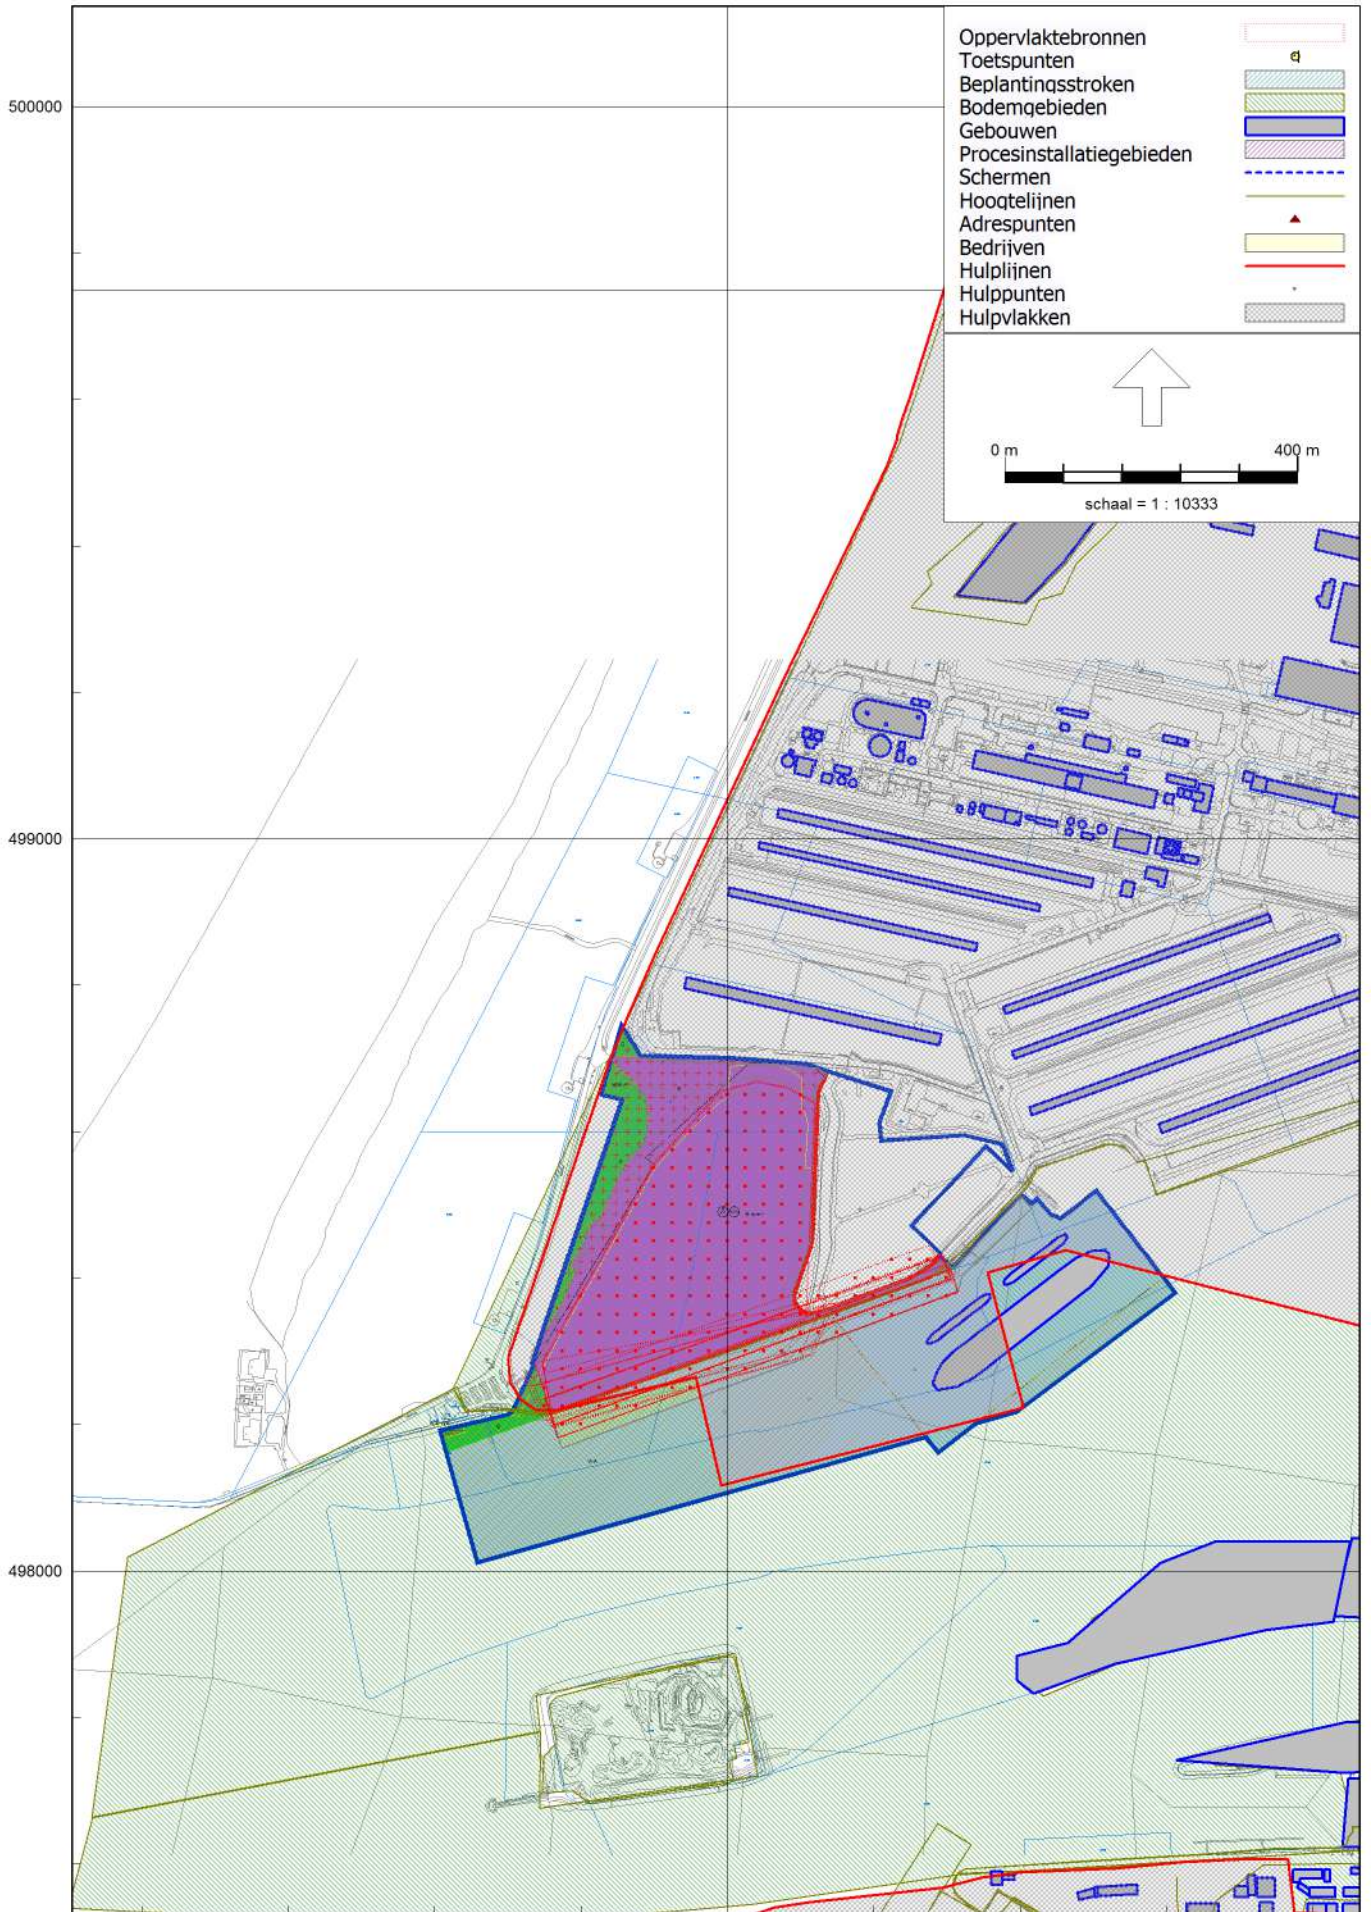 Oppervlaktebronnen
Toetspunten
Beplantingsstroken
Bodemgebieden
Gebouwen
Procesinstallatiegebieden
Schermen
Hoogtelijnen
Adrespunten
Bedrijven
Hulplijnen
Hulppunten
Hulpvlakken
0 m 400 m
schaal = 1 : 10333
500000
499000
498000